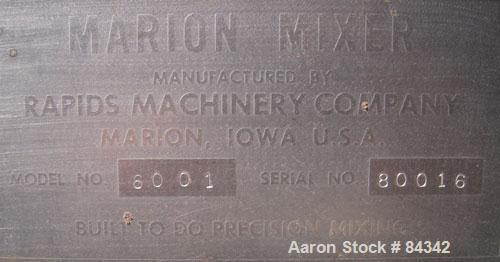 MARION MIXER
MANUFACTURED BY
RAPIDS MACHINERY COMPANY
MARION, IOWA U.S.A.
MODEL NO 6001 SERIAL NO 80016
BUILT TO DO PRECISION MIXING
Aaron Stock # 84342